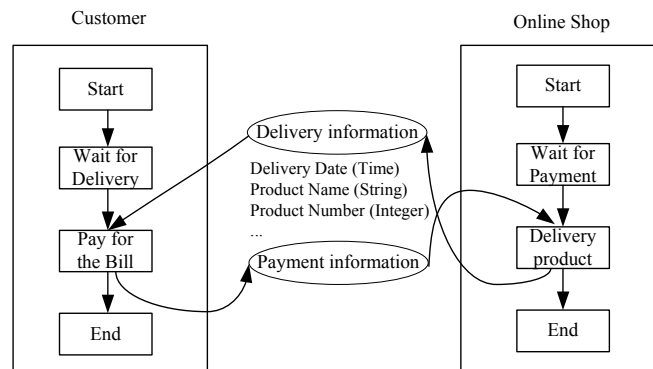 Customer
Online Shop
Start
Wait for
Delivery
Pay for
the Bill
End
Delivery information
Delivery Date (Time)
Product Name (String)
Product Number (Integer)
...
Payment information
Start
Wait for
Payment
Delivery
product
End